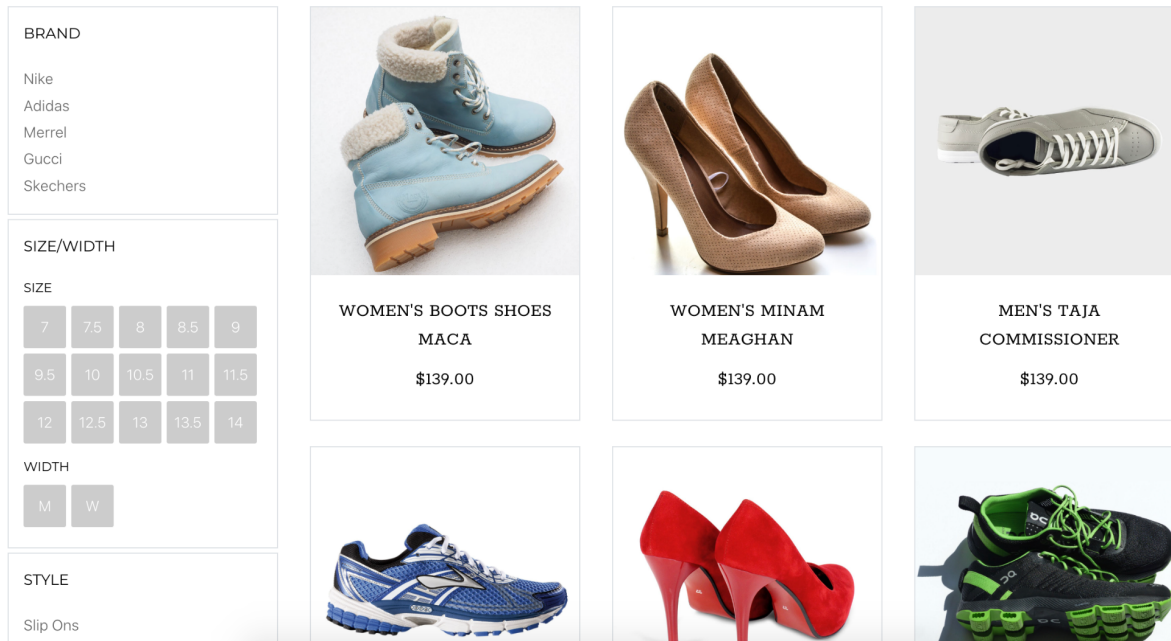 BRAND
Nike
Adidas
Merrel
Gucci
Skechers
SIZE/WIDTH
SIZE
7 7.5 8 8.5 9
9.5 10 10.5 11 11.5
12 12.5 13 13.5 14
WIDTH
M W
STYLE
Slip Ons
WOMEN'S BOOTS SHOES
MACA
$139.00
WOMEN'S MINAM
MEAGHAN
$139.00
MEN'S TAJA
COMMISSIONER
$139.00